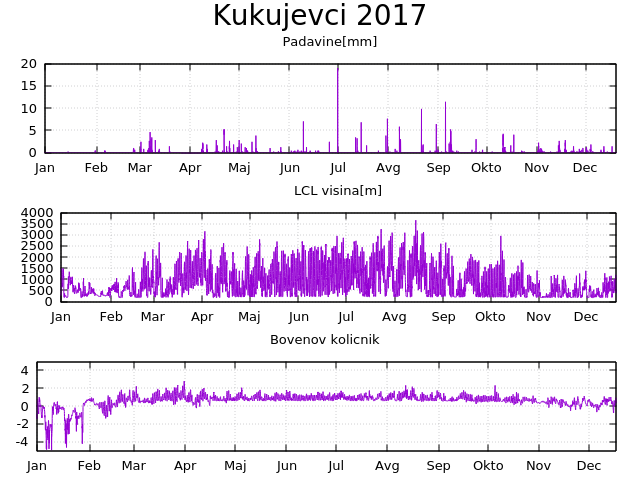 Kukujevci 2017
Padavine[mm]
20
15
10
5
0
Jan Feb Mar Apr Maj Jun Jul Avg Sep Okto Nov Dec
LCL visina[m]
4000
3500
3000
2500
2000
1500
1000
500
0
Jan Feb Mar Apr Maj Jun Jul Avg Sep Okto Nov Dec
Bovenov kolicnik
4
2
0
-2
-4
Jan Feb Mar Apr Maj Jun Jul Avg Sep Okto Nov Dec